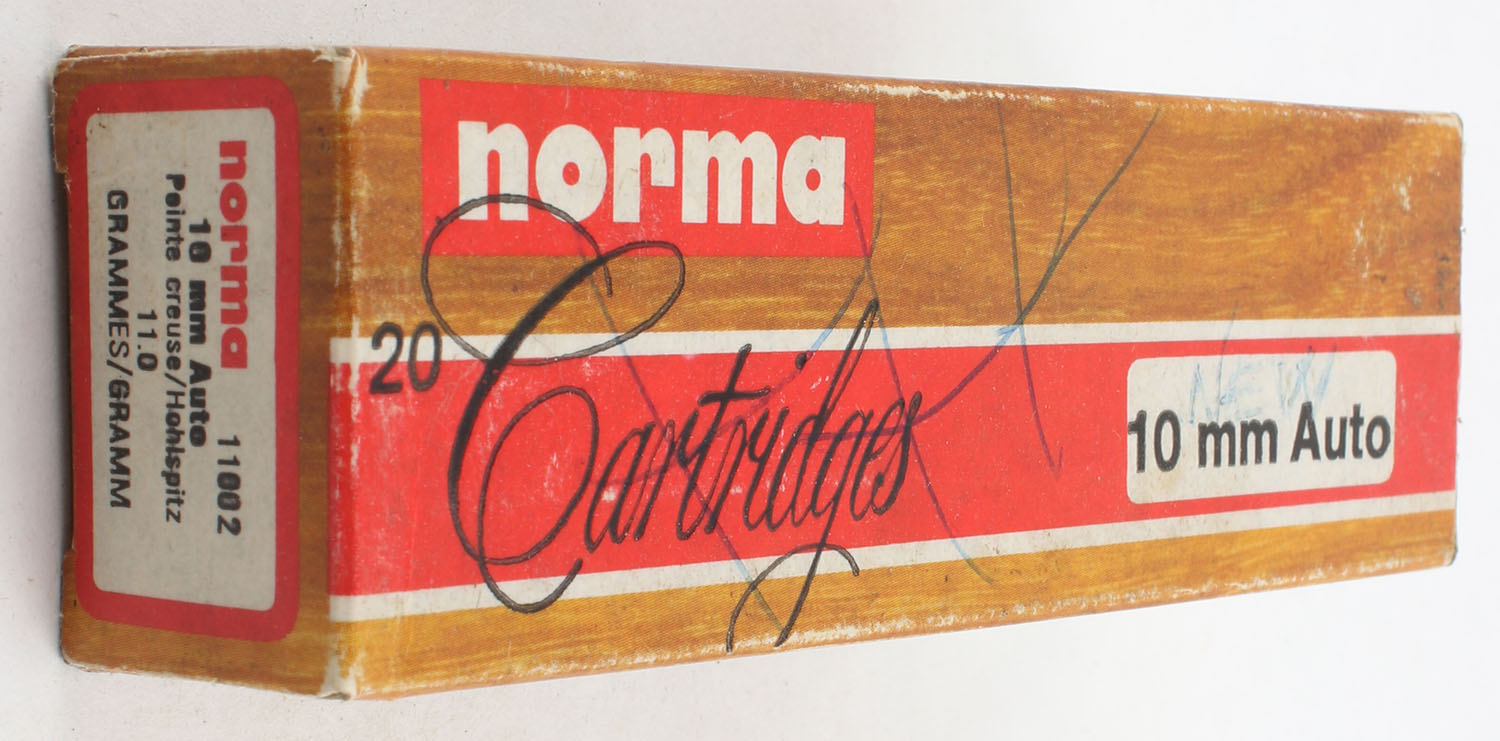 norma
20
Cartridges
NEW
10 mm Auto
norma 11002
10 mm Auto
Pointe creuse/Hohlspitz
11.0
GRAMMES/GRAMM